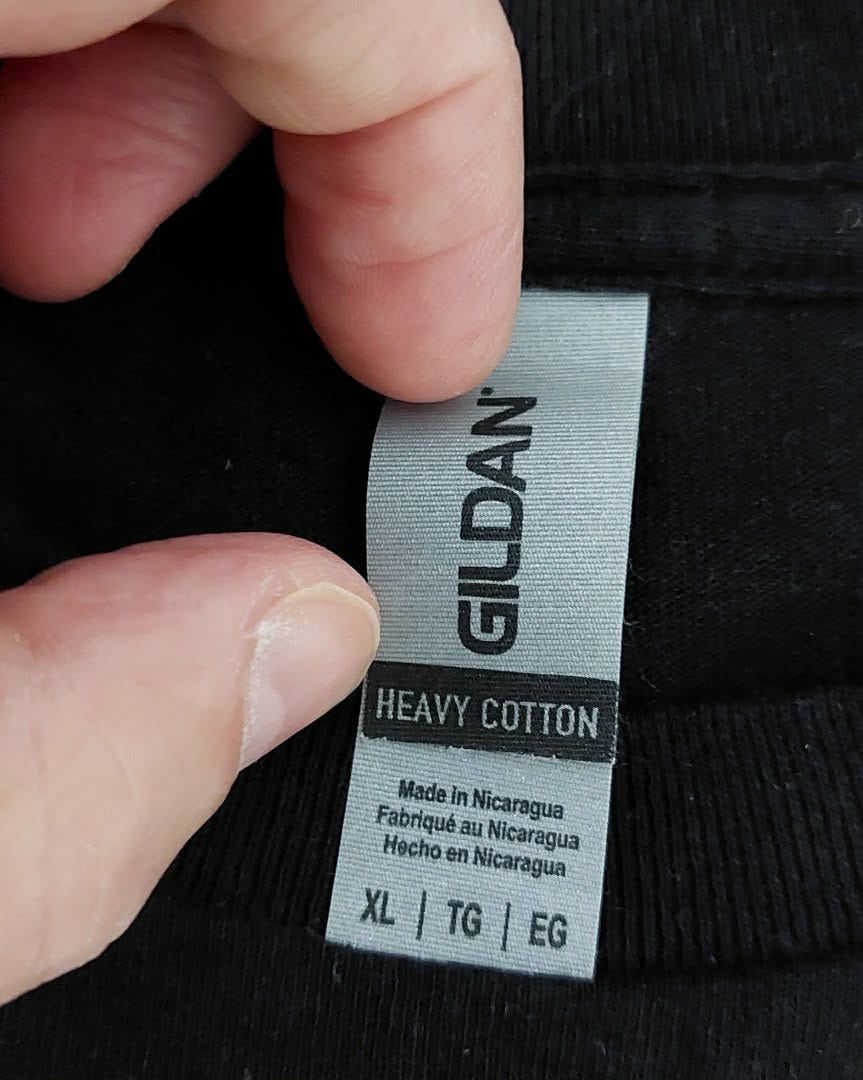 GILDAN®
HEAVY COTTON
Made in Nicaragua
Fabriqué au Nicaragua
Hecho en Nicaragua
XL | TG | EG